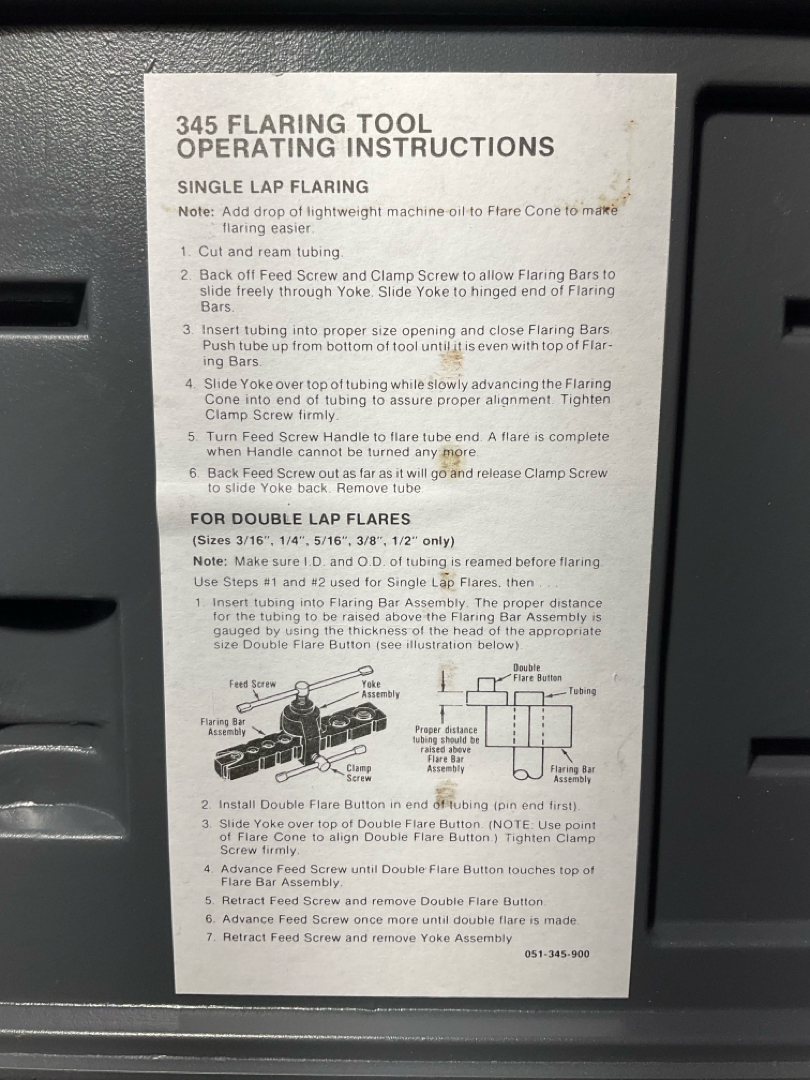 345 FLARING TOOL
OPERATING INSTRUCTIONS
SINGLE LAP FLARING
Note: Add drop of lightweight machine oil to Flare Cone to make
flaring easier.
1. Cut and ream tubing.
2. Back off Feed Screw and Clamp Screw to allow Flaring Bars to
slide freely through Yoke. Slide Yoke to hinged end of Flaring
Bars.
3. Insert tubing into proper size opening and close Flaring Bars.
Push tube up from bottom of tool until it is even with top of Flar-
ing Bars.
4. Slide Yoke over top of tubing while slowly advancing the Flaring
Cone into end of tubing to assure proper alignment. Tighten
Clamp Screw firmly.
5. Turn Feed Screw Handle to flare tube end. A flare is complete
when Handle cannot be turned any more.
6. Back Feed Screw out as far as it will go and release Clamp Screw
to slide Yoke back. Remove tube.
FOR DOUBLE LAP FLARES
(Sizes 3/16", 1/4", 5/16", 3/8", 1/2" only)
Note: Make sure I.D. and O.D. of tubing is reamed before flaring.
Use Steps #1 and #2 used for Single Lap Flares, then . . .
1. Insert tubing into Flaring Bar Assembly. The proper distance
for the tubing to be raised above the Flaring Bar Assembly is
gauged by using the thickness of the head of the appropriate
size Double Flare Button (see illustration below).
Feed Screw
Yoke
Assembly
Flaring Bar
Assembly
Clamp
Screw
Double
Flare Button
Tubing
Proper distance
tubing should be
raised above
Flare Bar
Assembly
Flaring Bar
Assembly
2. Install Double Flare Button in end of tubing (pin end first).
3. Slide Yoke over top of Double Flare Button. (NOTE: Use point
of Flare Cone to align Double Flare Button.) Tighten Clamp
Screw firmly.
4. Advance Feed Screw until Double Flare Button touches top of
Flare Bar Assembly.
5. Retract Feed Screw and remove Double Flare Button.
6. Advance Feed Screw once more until double flare is made.
7. Retract Feed Screw and remove Yoke Assembly
051-345-900